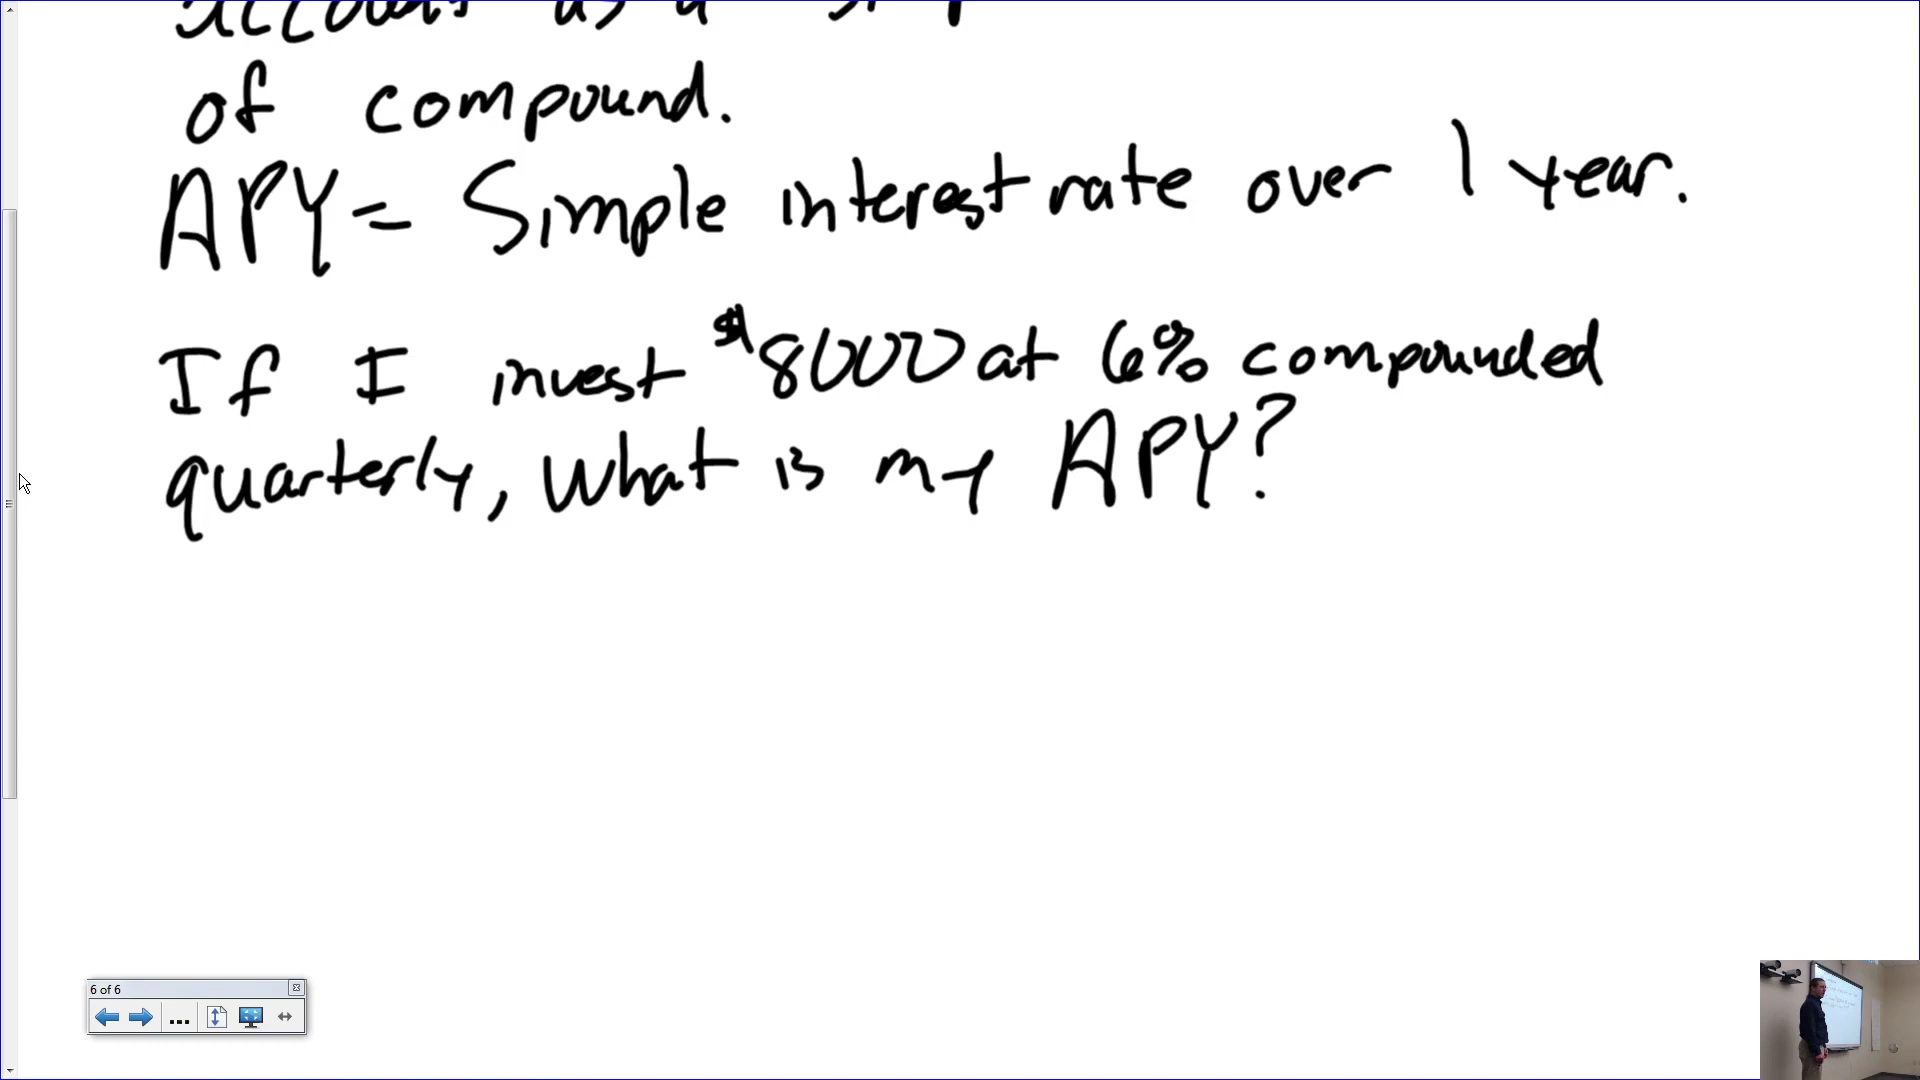 of compound.
APY = Simple interest rate over 1 year.
If I invest $8000 at 6% compounded
quarterly, what is my APY?
6 of 6